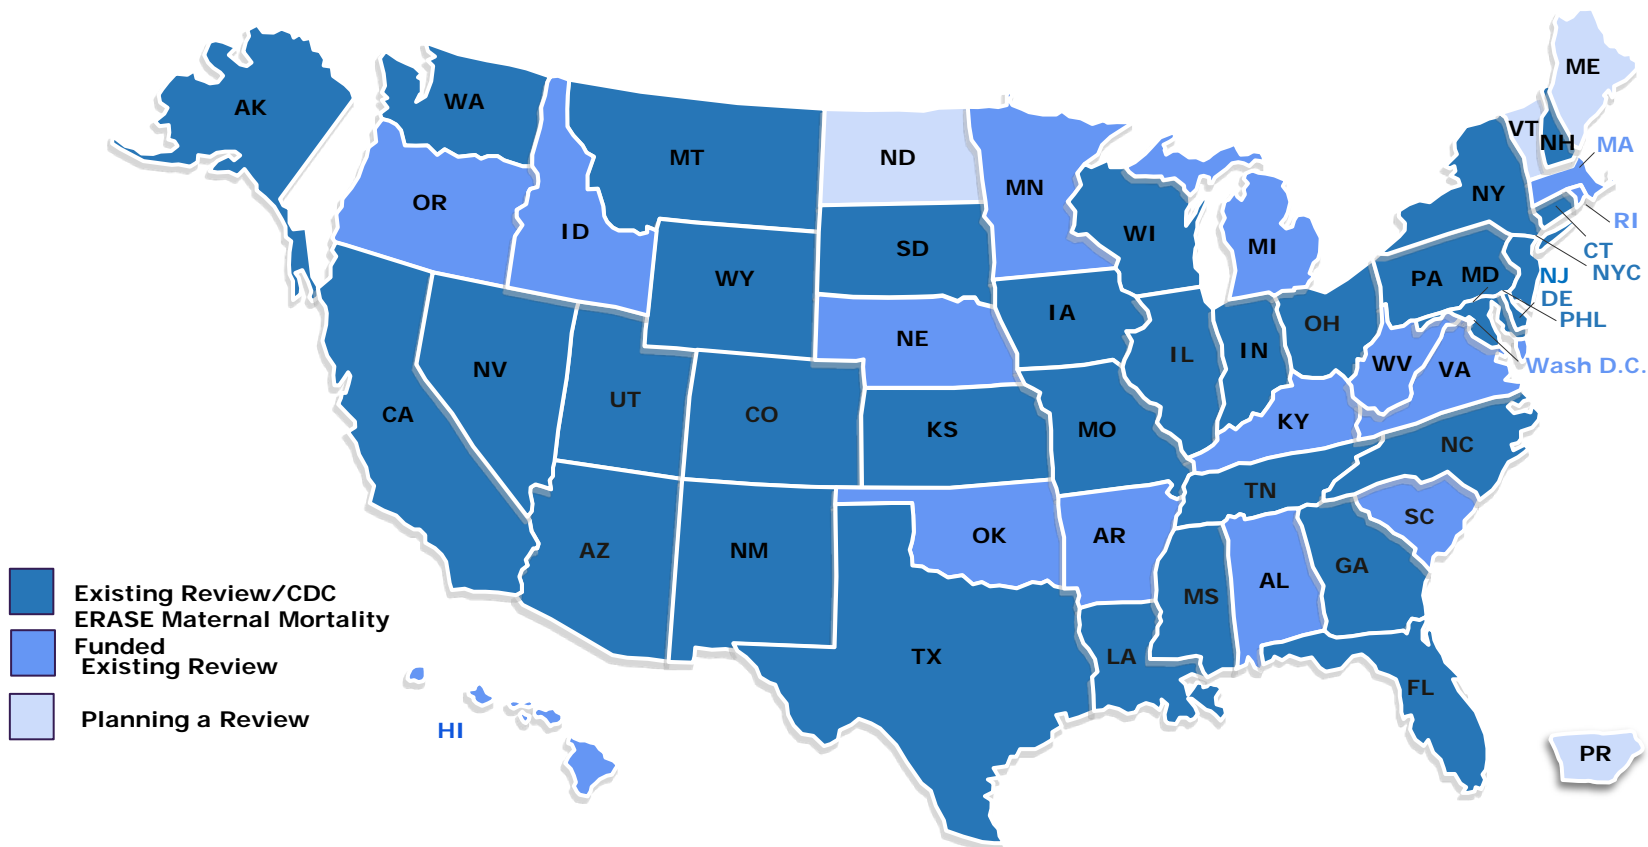 ME
AK
WA
VT
NH
MA
MT
ND
MN
OR
NY
RI
ID
WI
MI
SD
CT
NYC
WY
PA
MD
NJ
DE
PHL
IA
OH
NE
IL
IN
WV
VA
Wash D.C.
NV
UT
CA
CO
KS
MO
KY
NC
TN
SC
AZ
NM
OK
AR
GA
AL
MS
Existing Review/CDC
ERASE Maternal Mortality
Funded
Existing Review
TX
LA
FL
Planning a Review
HI
PR